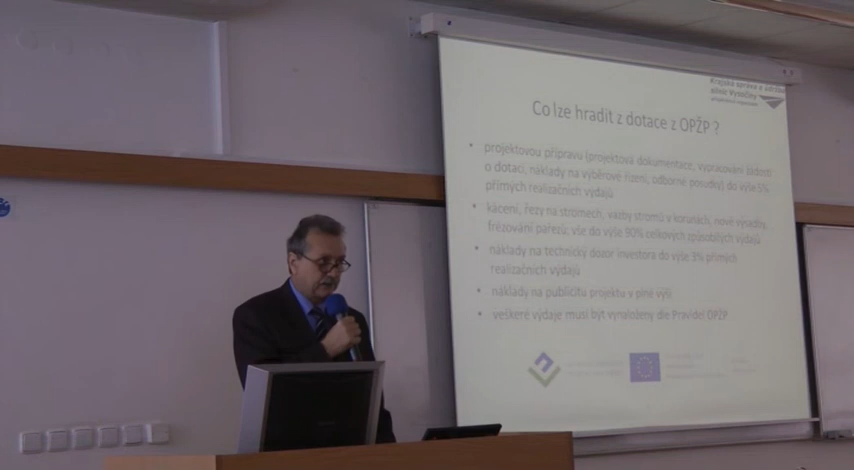 Krajská správa a údržba
silnic Vysočiny
příspěvková organizace
Co lze hradit z dotace z OPŽP ?
• projektovou přípravu (projektová dokumentace, vypracování žádosti
o dotaci, náklady na výběrové řízení, odborné posudky) do výše 5%
přímých realizačních výdajů
• kácení, řezy na stromech, vazby stromů v korunách, nové výsadby,
frézování pařezů: vše do výše 90% celkových způsobilých výdajů
• náklady na technický dozor investora do výše 3% přímých
realizačních výdajů
• náklady na publicitu projektu v plné výši
• veškeré výdaje musí být vynaloženy dle Pravidel OPŽP